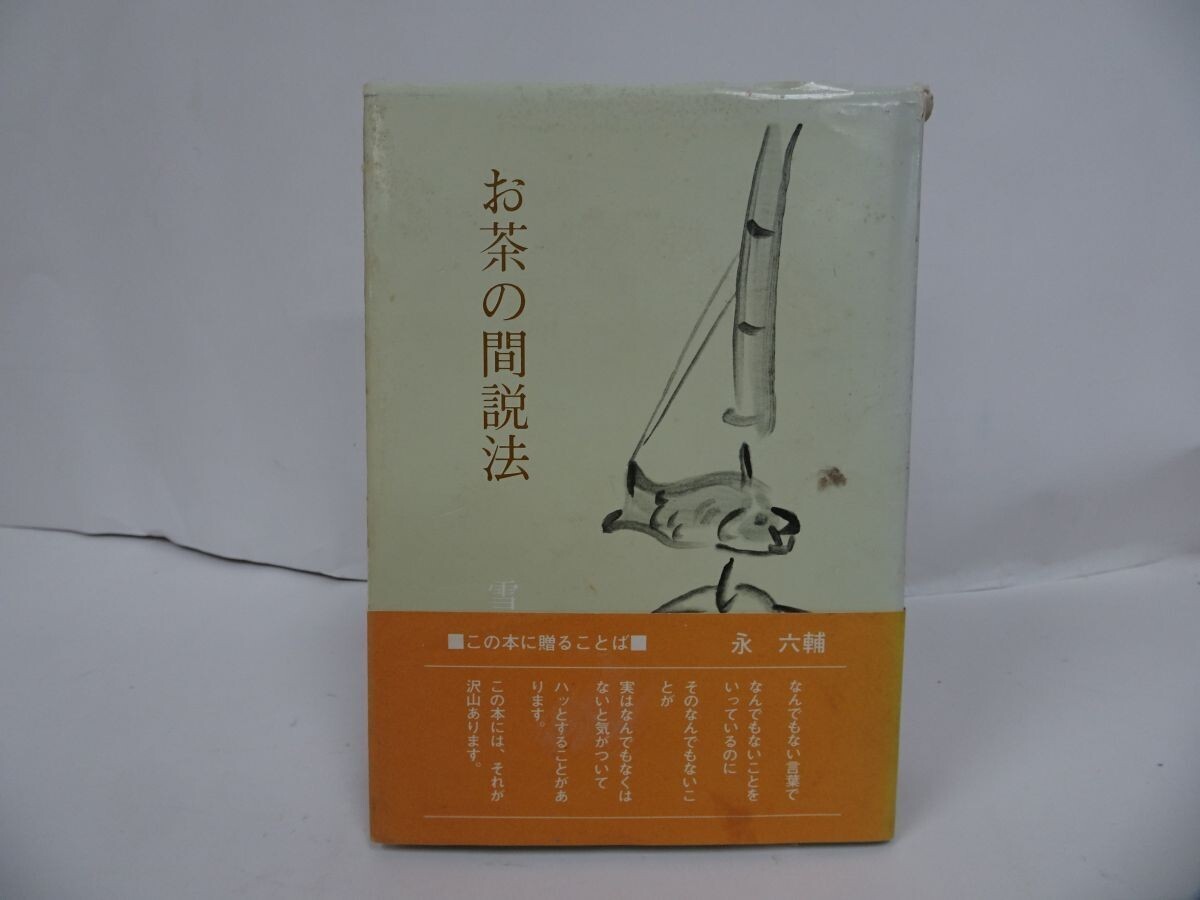 お茶の間説法
雪
■この本に贈ることば■
永 六輔
なんでもない言葉で
なんでもないことを
いっているのに
そのなんでもないこ
とが
実はなんでもなくは
ないと気がついて
ハッとすることがあ
ります。
この本には、それが
沢山あります。